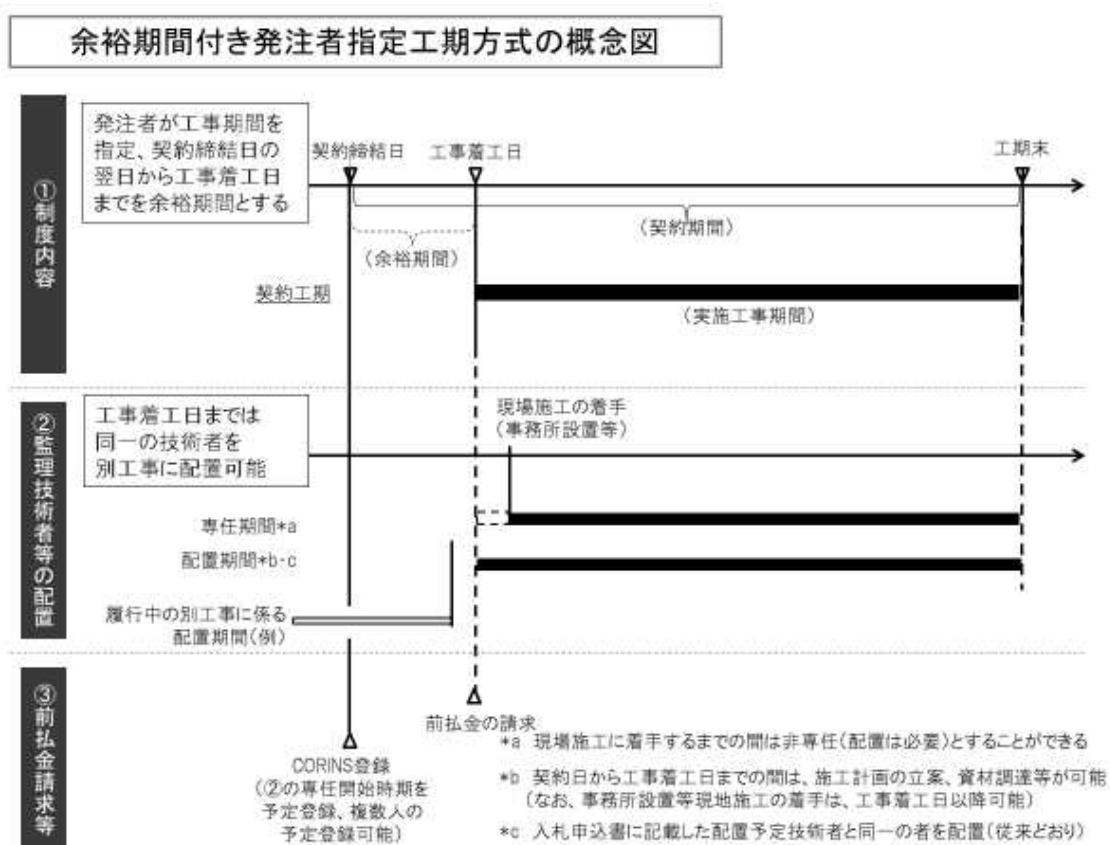 余裕期間付き発注者指定工期方式の概念図
①制度内容
発注者が工事期間を
指定、契約締結日の
翌日から工事着工日
までを余裕期間とする
契約締結日
工事着工日
工期末
(契約期間)
(余裕期間)
契約工期
(実施工事期間)
②監理技術者等の配置
工事着工日までは
同一の技術者を
別工事に配置可能
現場施工の着手
(事務所設置等)
専任期間*a
配置期間*b・c
履行中の別工事に係る
配置期間(例)
③前払金請求等
前払金の請求
CORINS登録
(②の専任開始時期を
予定登録、複数人の
予定登録可能)
*a 現場施工に着手するまでの間は非専任(配置は必要)とすることができる
*b 契約日から工事着工日までの間は、施工計画の立案、資材調達等が可能
(なお、事務所設置等現地施工の着手は、工事着工日以降可能)
*c 入札申込書に記載した配置予定技術者と同一の者を配置(従来どおり)